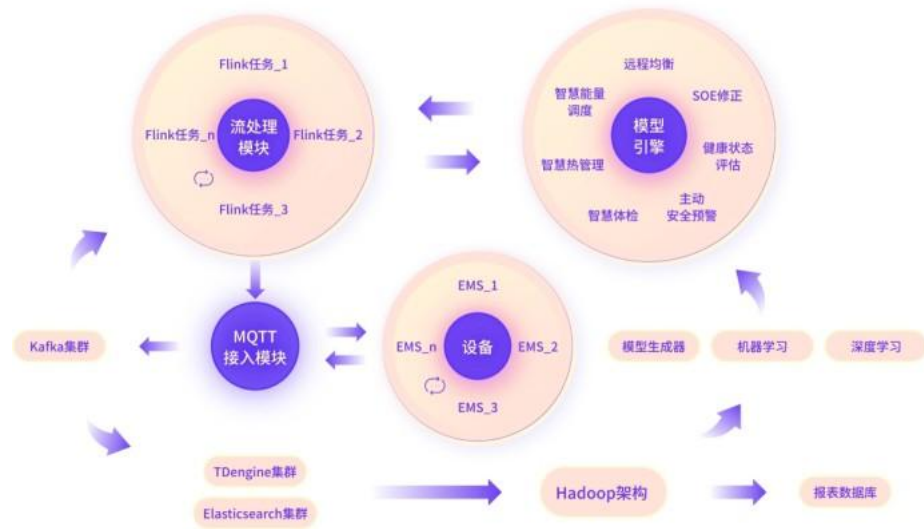 Flink任务_1
Flink任务_n
流处理
模块
Flink任务_2
Flink任务_3
远程均衡
智慧能量
调度
SOE修正
模型
引擎
智慧热管理
健康状态
评估
智慧体检
主动
安全预警
Kafka集群
MQTT
接入模块
EMS_1
EMS_n
设备
EMS_2
EMS_3
模型生成器
机器学习
深度学习
TDengine集群
Elasticsearch集群
Hadoop架构
报表数据库